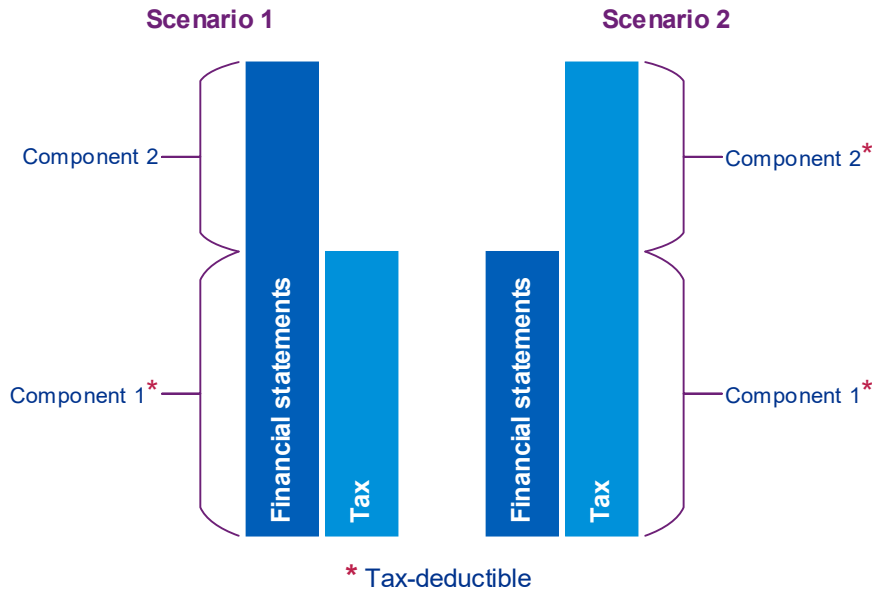 Scenario 1
Scenario 2
Component 2
Component 2*
Component 1*
Component 1*
Financial statements
Tax
Financial statements
Tax
* Tax-deductible